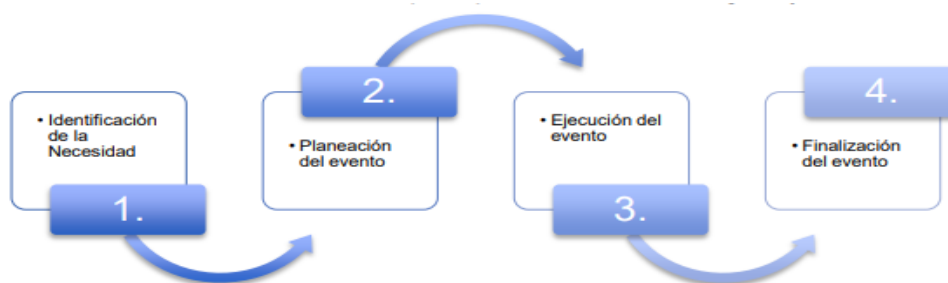 • Identificación
de la
Necesidad
1.
2.
• Planeación
del evento
• Ejecución del
evento
3.
4.
• Finalización
del evento